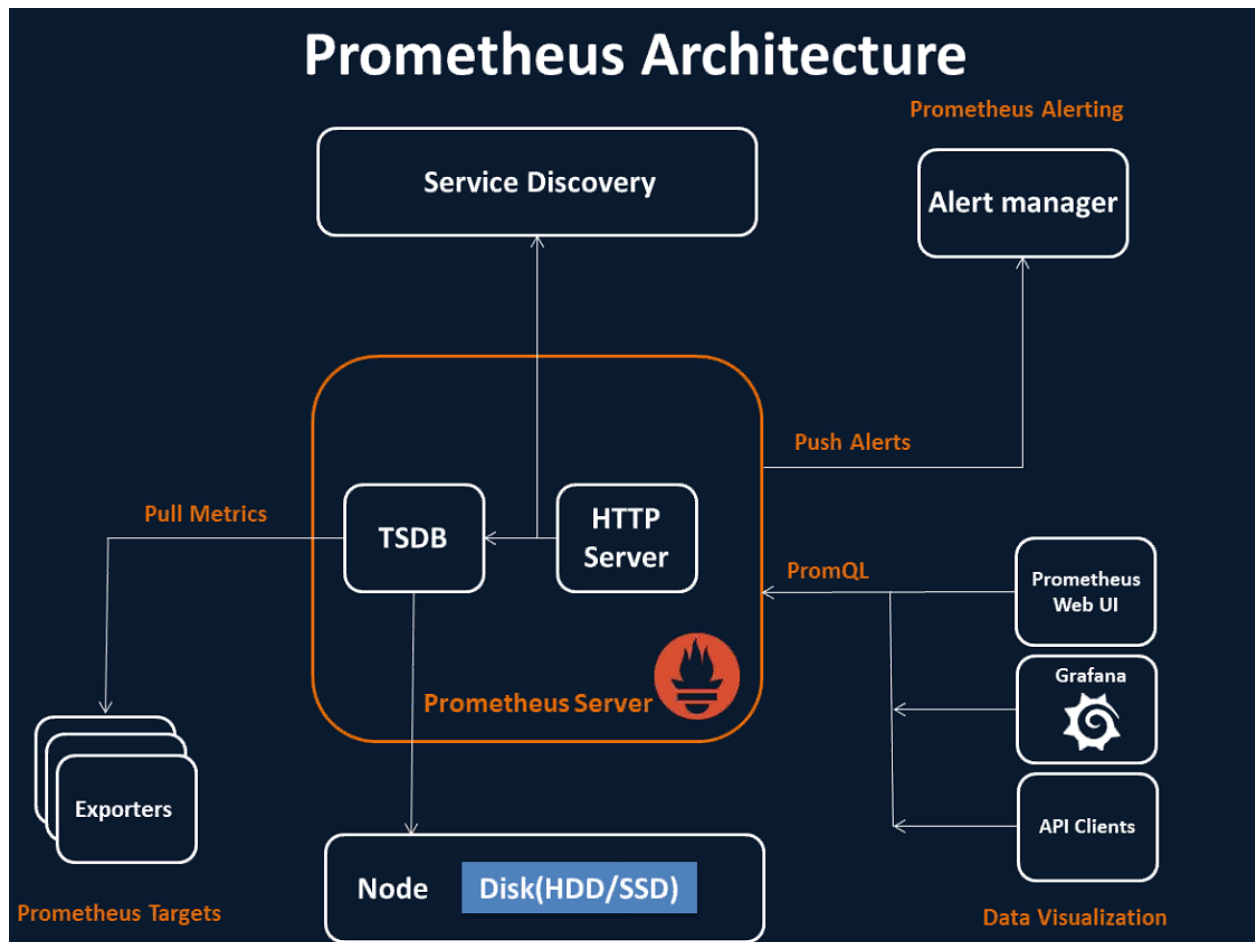 Prometheus Architecture
Prometheus Alerting
Service Discovery
Alert manager
Push Alerts
Pull Metrics
TSDB
HTTP
Server
PromQL
Prometheus
Web UI
Grafana
Prometheus Server
Exporters
API Clients
Node
Disk(HDD/SSD)
Prometheus Targets
Data Visualization